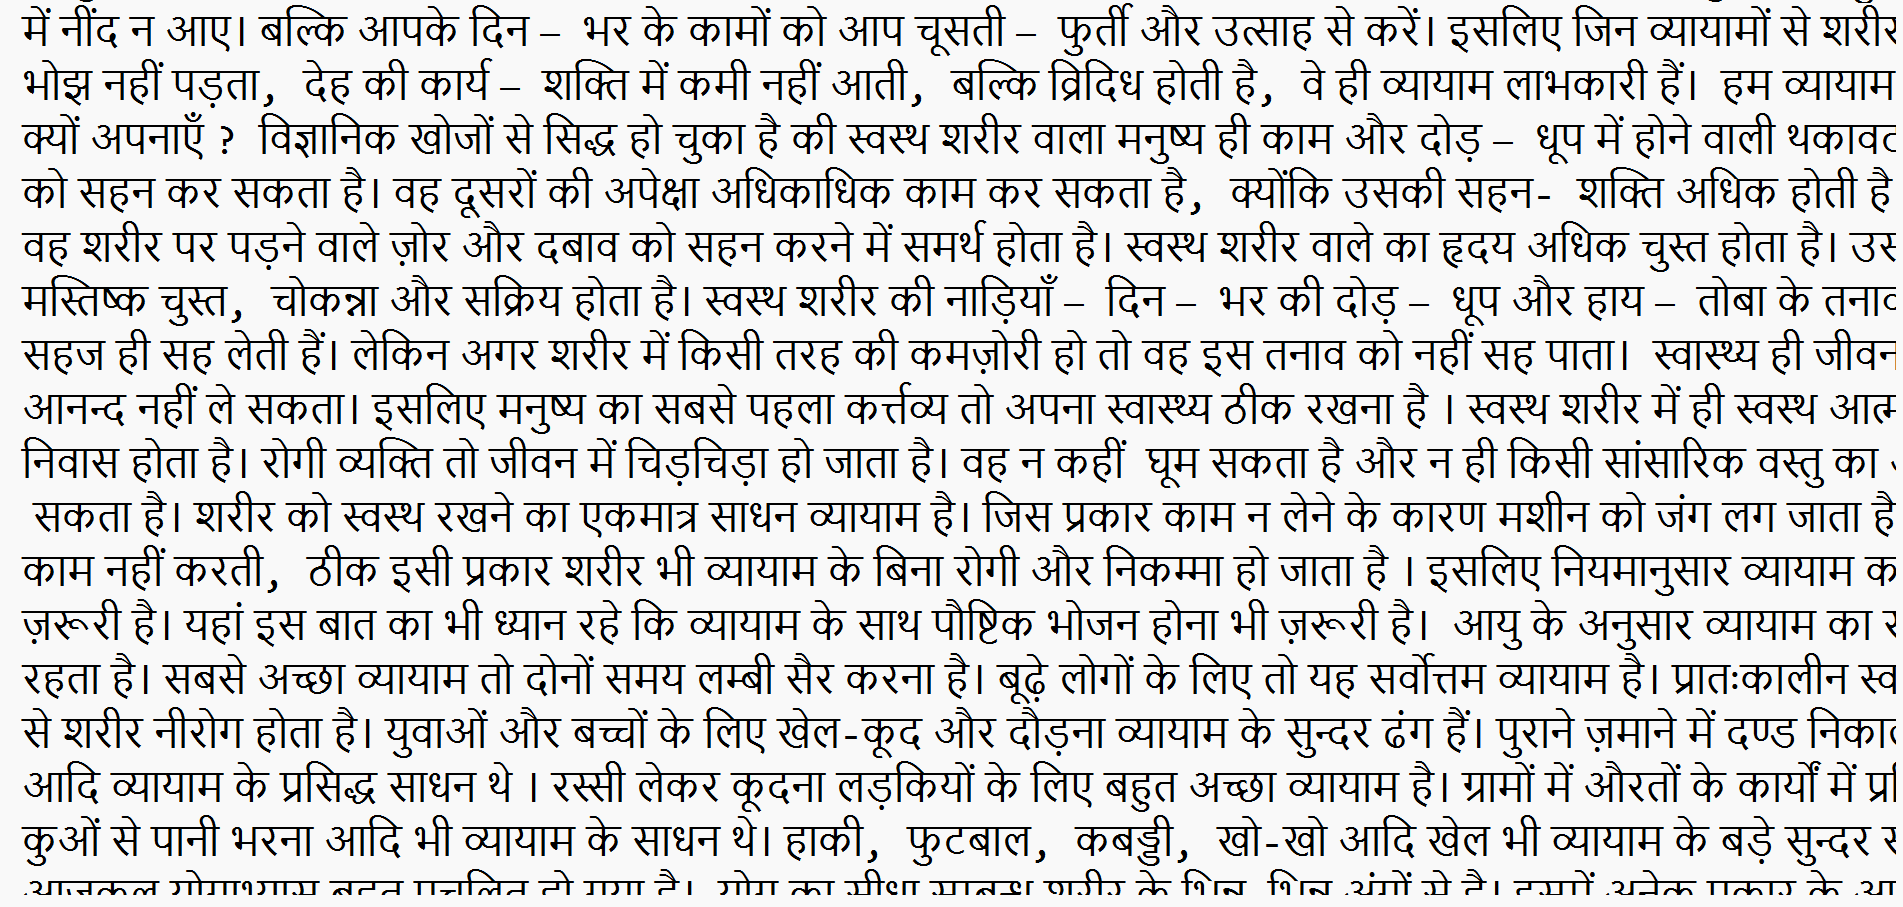 में नींद न आए। बल्कि आपके दिन – भर के कामों को आप चूसती – फुर्ती और उत्साह से करें। इसलिए जिन व्यायामों से शरीर
भोझ नहीं पड़ता, देह की कार्य – शक्ति में कमी नहीं आती, बल्कि व्रिदिध होती है, वे ही व्यायाम लाभकारी हैं। हम व्यायाम
क्यों अपनाएँ ? विज्ञानिक खोजों से सिद्ध हो चुका है की स्वस्थ शरीर वाला मनुष्य ही काम और दोड़ – धूप में होने वाली थकावट
को सहन कर सकता है। वह दूसरों की अपेक्षा अधिकाधिक काम कर सकता है, क्योंकि उसकी सहन- शक्ति अधिक होती है
वह शरीर पर पड़ने वाले ज़ोर और दबाव को सहन करने में समर्थ होता है। स्वस्थ शरीर वाले का हृदय अधिक चुस्त होता है।
मस्तिष्क चुस्त, चोकन्ना और सक्रिय होता है। स्वस्थ शरीर की नाड़ियाँ – दिन – भर की दोड़ – धूप और हाय – तोबा के तनाव
सहज ही सह लेती हैं। लेकिन अगर शरीर में किसी तरह की कमज़ोरी हो तो वह इस तनाव को नहीं सह पाता। स्वास्थ्य ही जीवन
आनन्द नहीं ले सकता। इसलिए मनुष्य का सबसे पहला कर्त्तव्य तो अपना स्वास्थ्य ठीक रखना है । स्वस्थ शरीर में ही स्वस्थ
निवास होता है। रोगी व्यक्ति तो जीवन में चिड़चिड़ा हो जाता है। वह न कहीं घूम सकता है और न ही किसी सांसारिक वस्तु का
सकता है। शरीर को स्वस्थ रखने का एकमात्र साधन व्यायाम है। जिस प्रकार काम न लेने के कारण मशीन को जंग लग जाता है
काम नहीं करती, ठीक इसी प्रकार शरीर भी व्यायाम के बिना रोगी और निकम्मा हो जाता है । इसलिए नियमानुसार व्यायाम
ज़रूरी है। यहां इस बात का भी ध्यान रहे कि व्यायाम के साथ पौष्टिक भोजन होना भी ज़रूरी है। आयु के अनुसार व्यायाम का
रहता है। सबसे अच्छा व्यायाम तो दोनों समय लम्बी सैर करना है। बूढ़े लोगों के लिए तो यह सर्वोत्तम व्यायाम है। प्रातःकालीन
से शरीर नीरोग होता है। युवाओं और बच्चों के लिए खेल-कूद और दौड़ना व्यायाम के सुन्दर ढंग हैं। पुराने ज़माने में दण्ड
आदि व्यायाम के प्रसिद्ध साधन थे । रस्सी लेकर कूदना लड़कियों के लिए बहुत अच्छा व्यायाम है। ग्रामों में औरतों के कार्यों में
कुओं से पानी भरना आदि भी व्यायाम के साधन थे। हाकी, फुटबाल, कबड्डी, खो-खो आदि खेल भी व्यायाम के बड़े सुन्दर